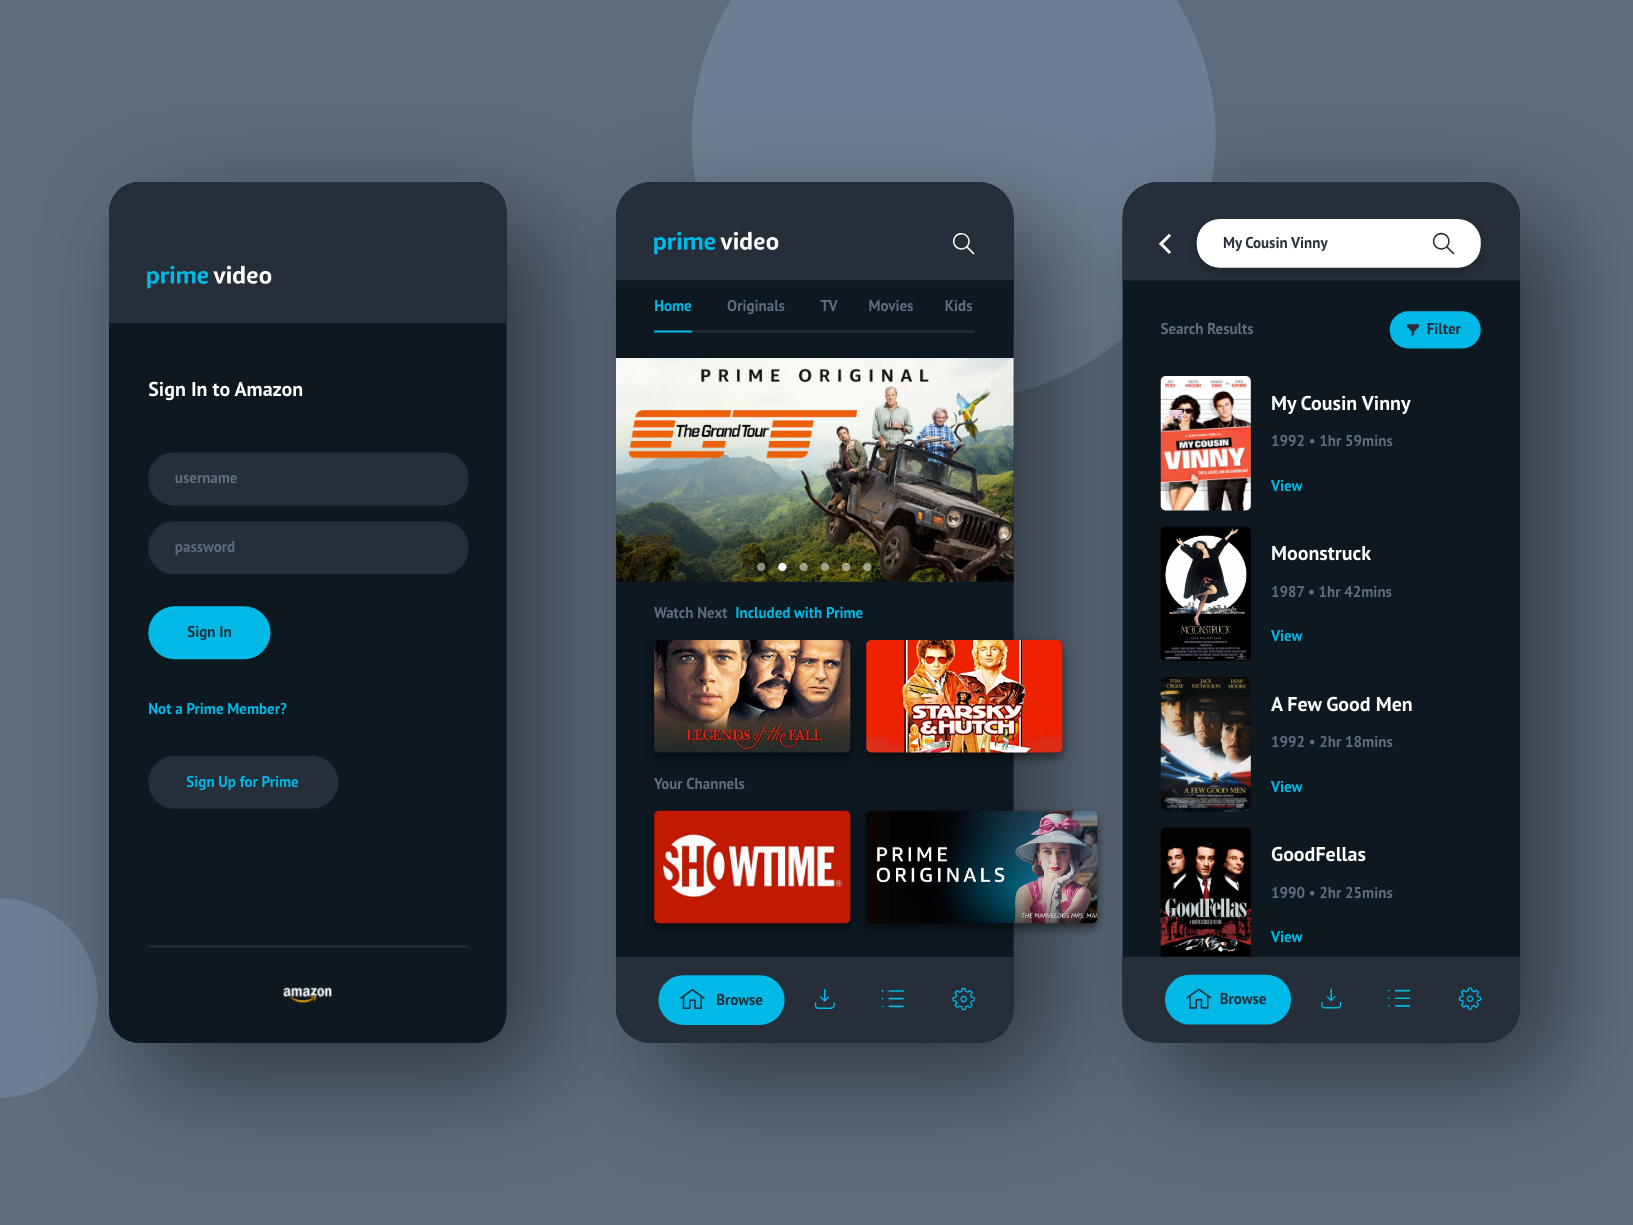 prime video
Sign In to Amazon
username
password
Sign In
Not a Prime Member?
Sign Up for Prime
amazon
prime video
Home Originals TV Movies Kids
PRIME ORIGINAL
The Grand Tour
Watch Next Included with Prime
LEGENDS of the FALL
STARSKY
& HUTCH
Your Channels
SHOWTIME®
PRIME
ORIGINALS
THE MARVELOUS MRS. MAI
Browse
My Cousin Vinny
Search Results
Filter
MY COUSIN
VINNY
My Cousin Vinny
1992 • 1hr 59mins
View
MOONSTRUCK
Moonstruck
1987 • 1hr 42mins
View
TOM CRUISE JACK NICHOLSON DEMI MOORE
A FEW GOOD MEN
A Few Good Men
1992 • 2hr 18mins
View
GoodFellas
GoodFellas
1990 • 2hr 25mins
View
Browse